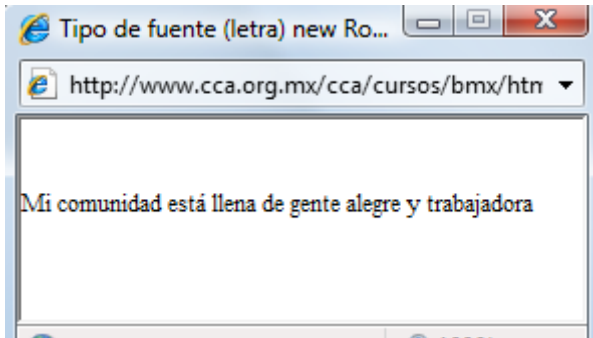 Tipo de fuente (letra) new Ro...
http://www.cca.org.mx/cca/cursos/bmx/htn
Mi comunidad está llena de gente alegre y trabajadora